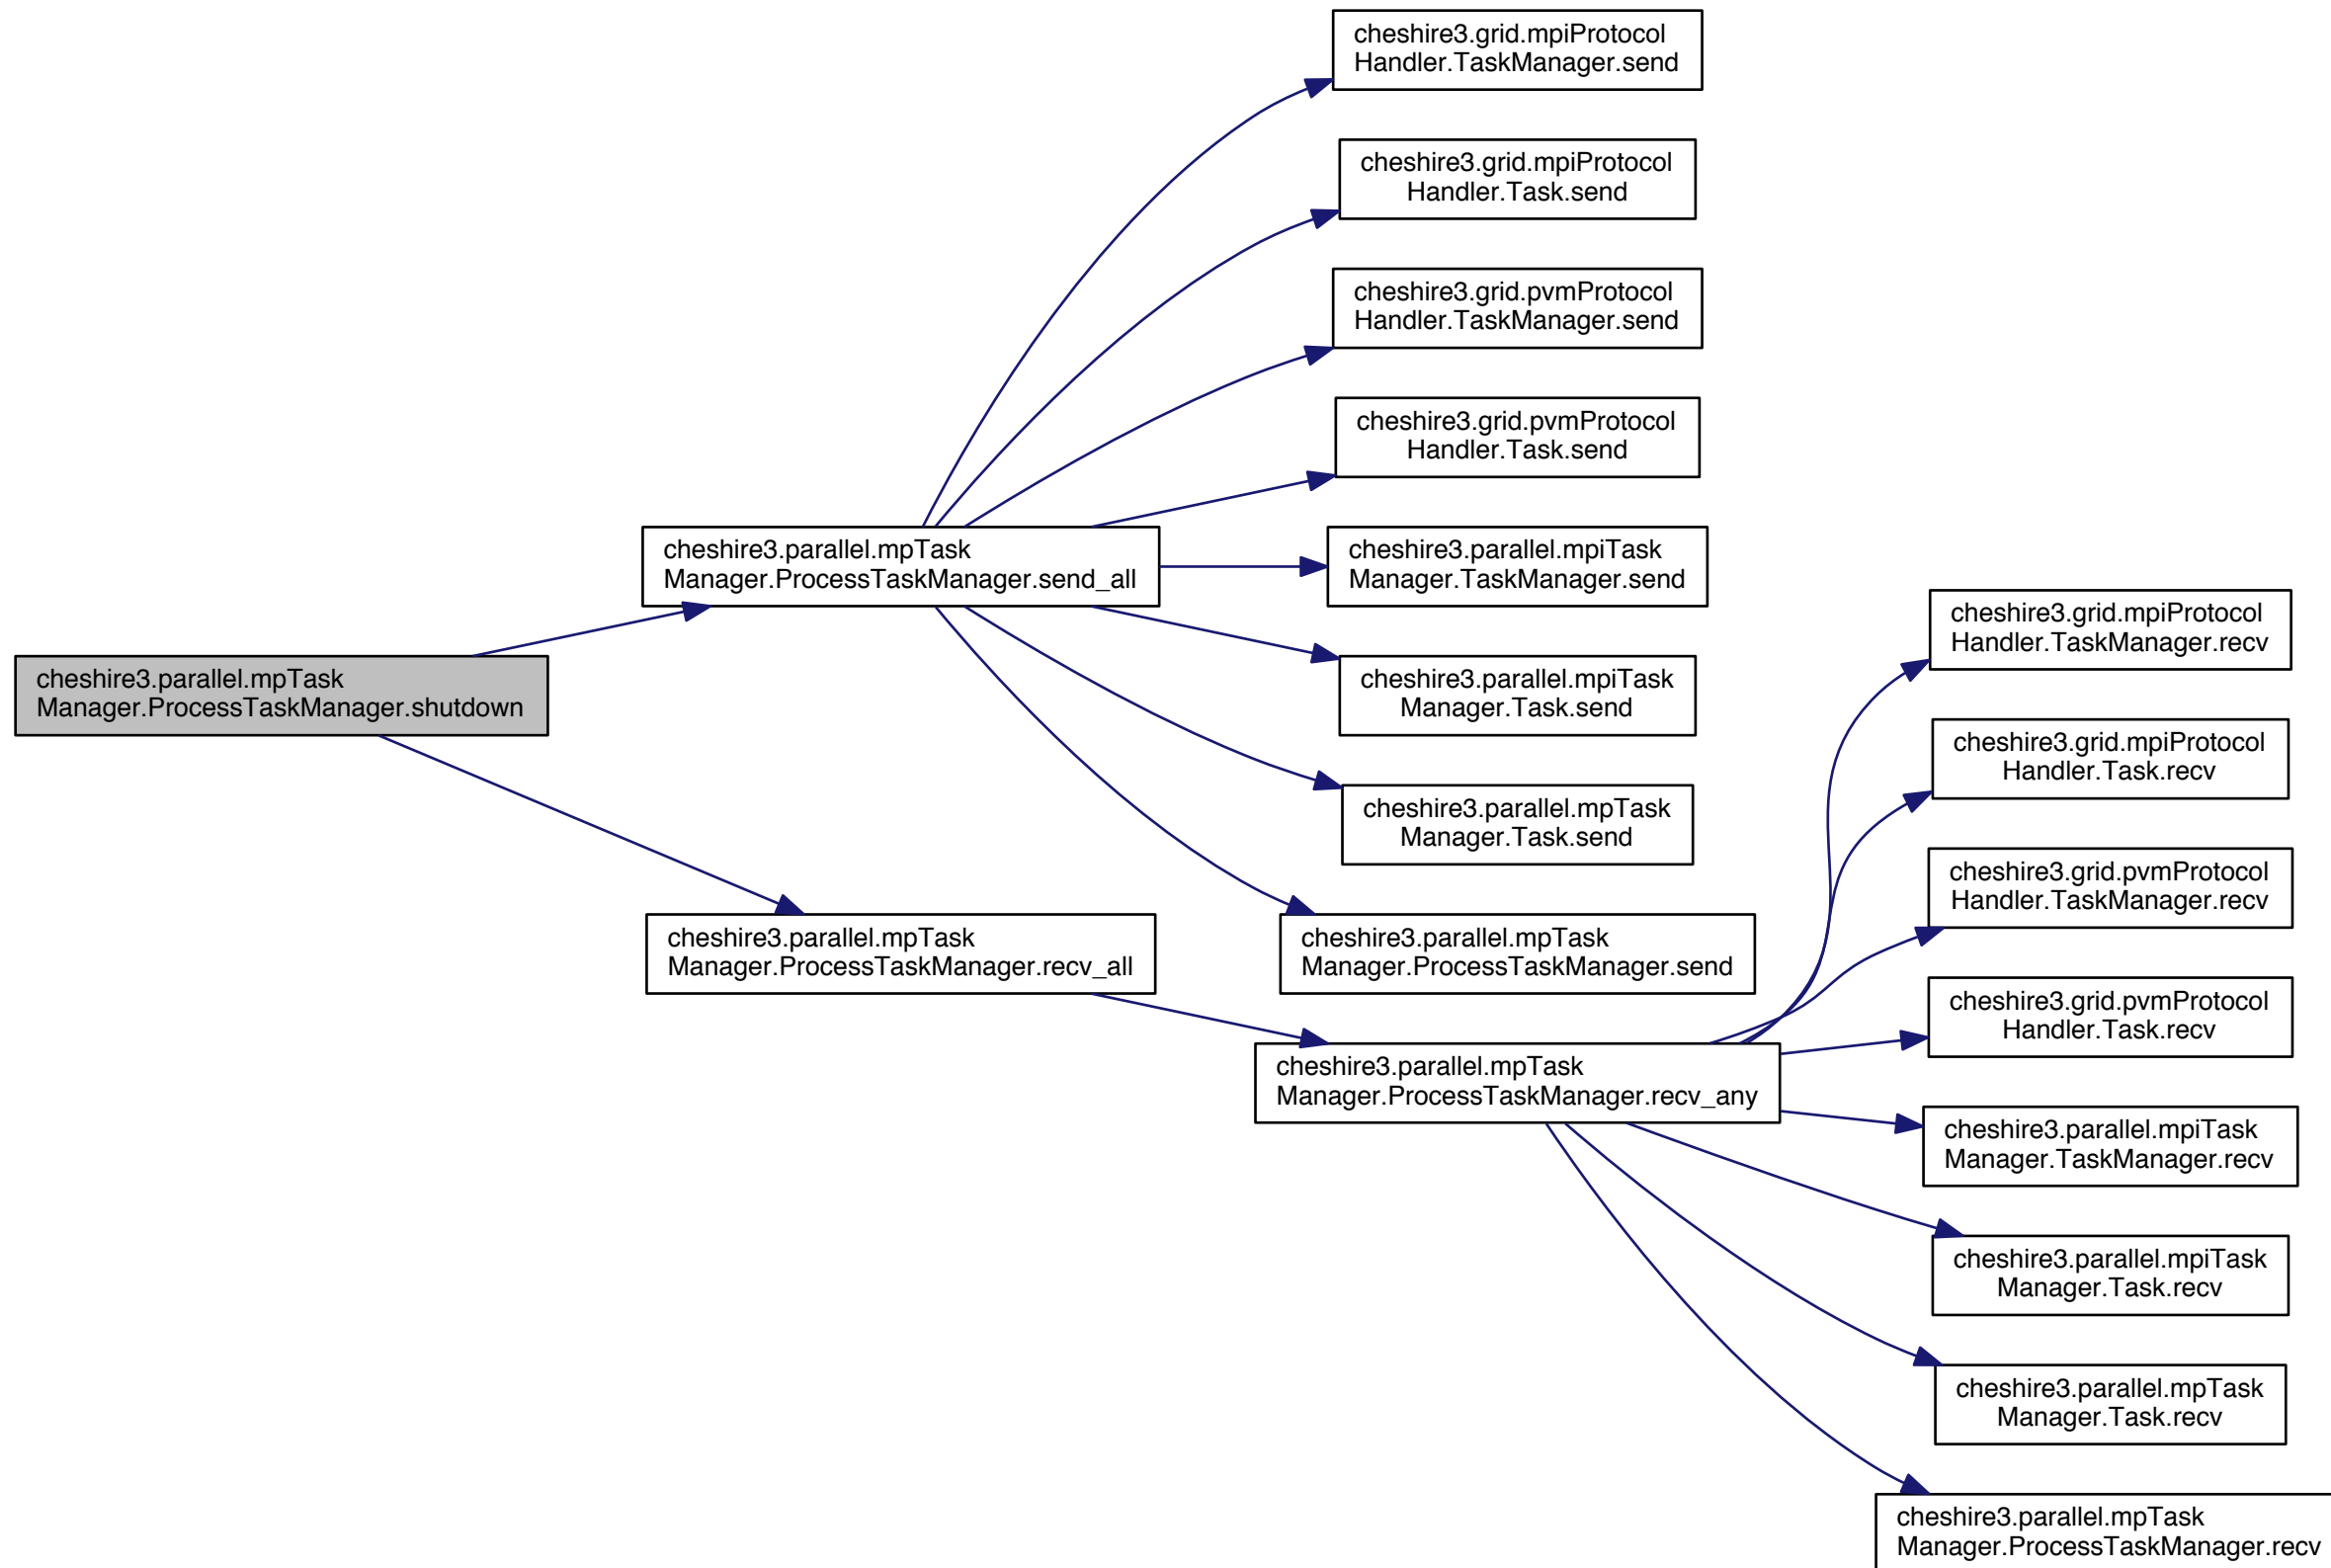 cheshire3.grid.mpiProtocol
Handler.TaskManager.send
cheshire3.grid.mpiProtocol
Handler.Task.send
cheshire3.grid.pvmProtocol
Handler.TaskManager.send
cheshire3.grid.pvmProtocol
Handler.Task.send
cheshire3.parallel.mpTask
Manager.ProcessTaskManager.send_all
cheshire3.parallel.mpiTask
Manager.TaskManager.send
cheshire3.grid.mpiProtocol
Handler.TaskManager.recv
cheshire3.parallel.mpTask
Manager.ProcessTaskManager.shutdown
cheshire3.parallel.mpiTask
Manager.Task.send
cheshire3.grid.mpiProtocol
Handler.Task.recv
cheshire3.parallel.mpTask
Manager.Task.send
cheshire3.grid.pvmProtocol
Handler.TaskManager.recv
cheshire3.parallel.mpTask
Manager.ProcessTaskManager.recv_all
cheshire3.parallel.mpTask
Manager.ProcessTaskManager.send
cheshire3.grid.pvmProtocol
Handler.Task.recv
cheshire3.parallel.mpTask
Manager.ProcessTaskManager.recv_any
cheshire3.parallel.mpiTask
Manager.TaskManager.recv
cheshire3.parallel.mpiTask
Manager.Task.recv
cheshire3.parallel.mpTask
Manager.Task.recv
cheshire3.parallel.mpTask
Manager.ProcessTaskManager.recv